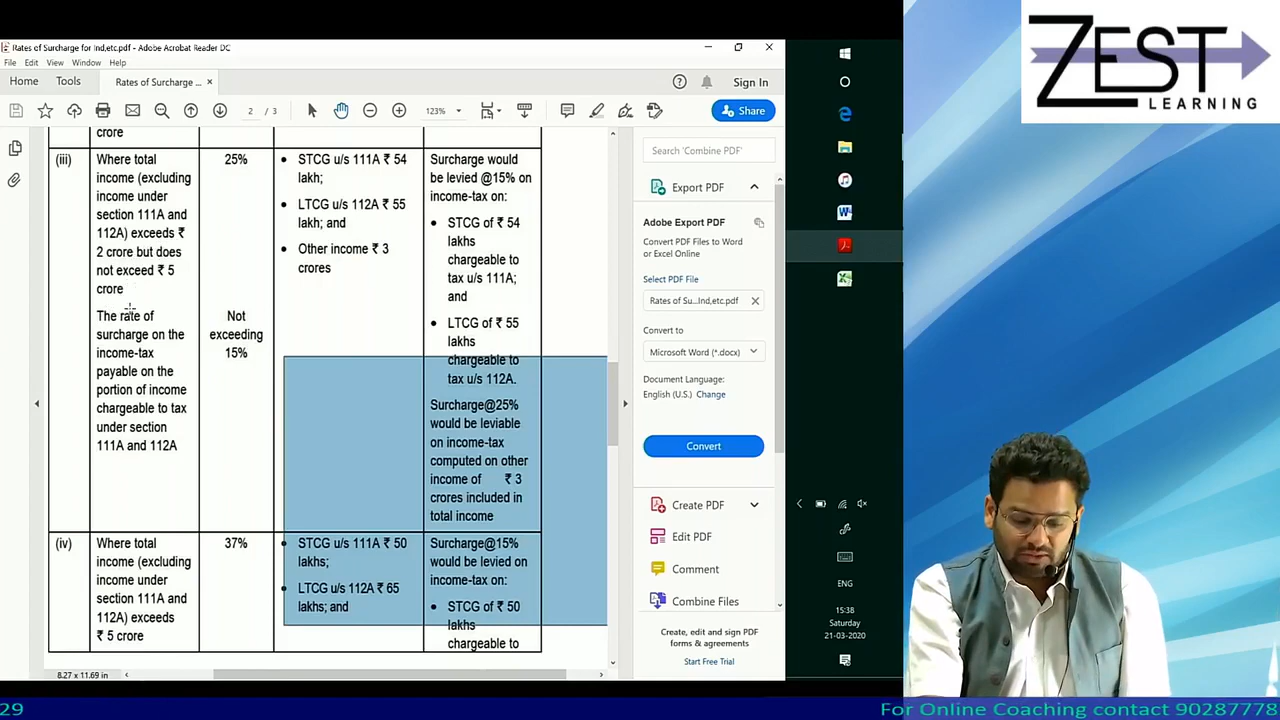 Rates of Surcharge for Ind,etc.pdf - Adobe Acrobat Reader DC
File Edit View Window Help
Home Tools Rates of Surcharge ... × Sign In
2 / 3 123% Share
crore
(iii)
Where total
income (excluding
income under
section 111A and
112A) exceeds ₹
2 crore but does
not exceed ₹ 5
crore
The rate of
surcharge on the
income-tax
payable on the
portion of income
chargeable to tax
under section
111A and 112A
25%
Not
exceeding
15%
• STCG u/s 111A ₹ 54
lakh;
• LTCG u/s 112A ₹ 55
lakh; and
• Other income ₹ 3
crores
Surcharge would
be levied @15% on
income-tax on:
• STCG of ₹ 54
lakhs
chargeable to
tax u/s 111A;
and
• LTCG of ₹ 55
lakhs
chargeable to
tax u/s 112A.
Surcharge@25%
would be leviable
on income-tax
computed on other
income of ₹ 3
crores included in
total income
(iv)
Where total
income (excluding
income under
section 111A and
112A) exceeds
₹ 5 crore
37%
• STCG u/s 111A ₹ 50
lakhs;
• LTCG u/s 112A ₹ 65
lakhs; and
Surcharge@15%
would be levied on
income-tax on:
• STCG of ₹ 50
lakhs
chargeable to
8.27 x 11.69 in
Search 'Combine PDF'
Export PDF
Adobe Export PDF
Convert PDF Files to Word
or Excel Online
Select PDF File
Rates of Su...Ind,etc.pdf
Convert to
Microsoft Word (*.docx)
Document Language:
English (U.S.) Change
Convert
Create PDF
Edit PDF
Comment
Combine Files
Create, edit and sign PDF
forms & agreements
Start Free Trial
ENG
15:38
Saturday
21-03-2020
ZEST
LEARNING
29 For Online Coaching contact 90287778